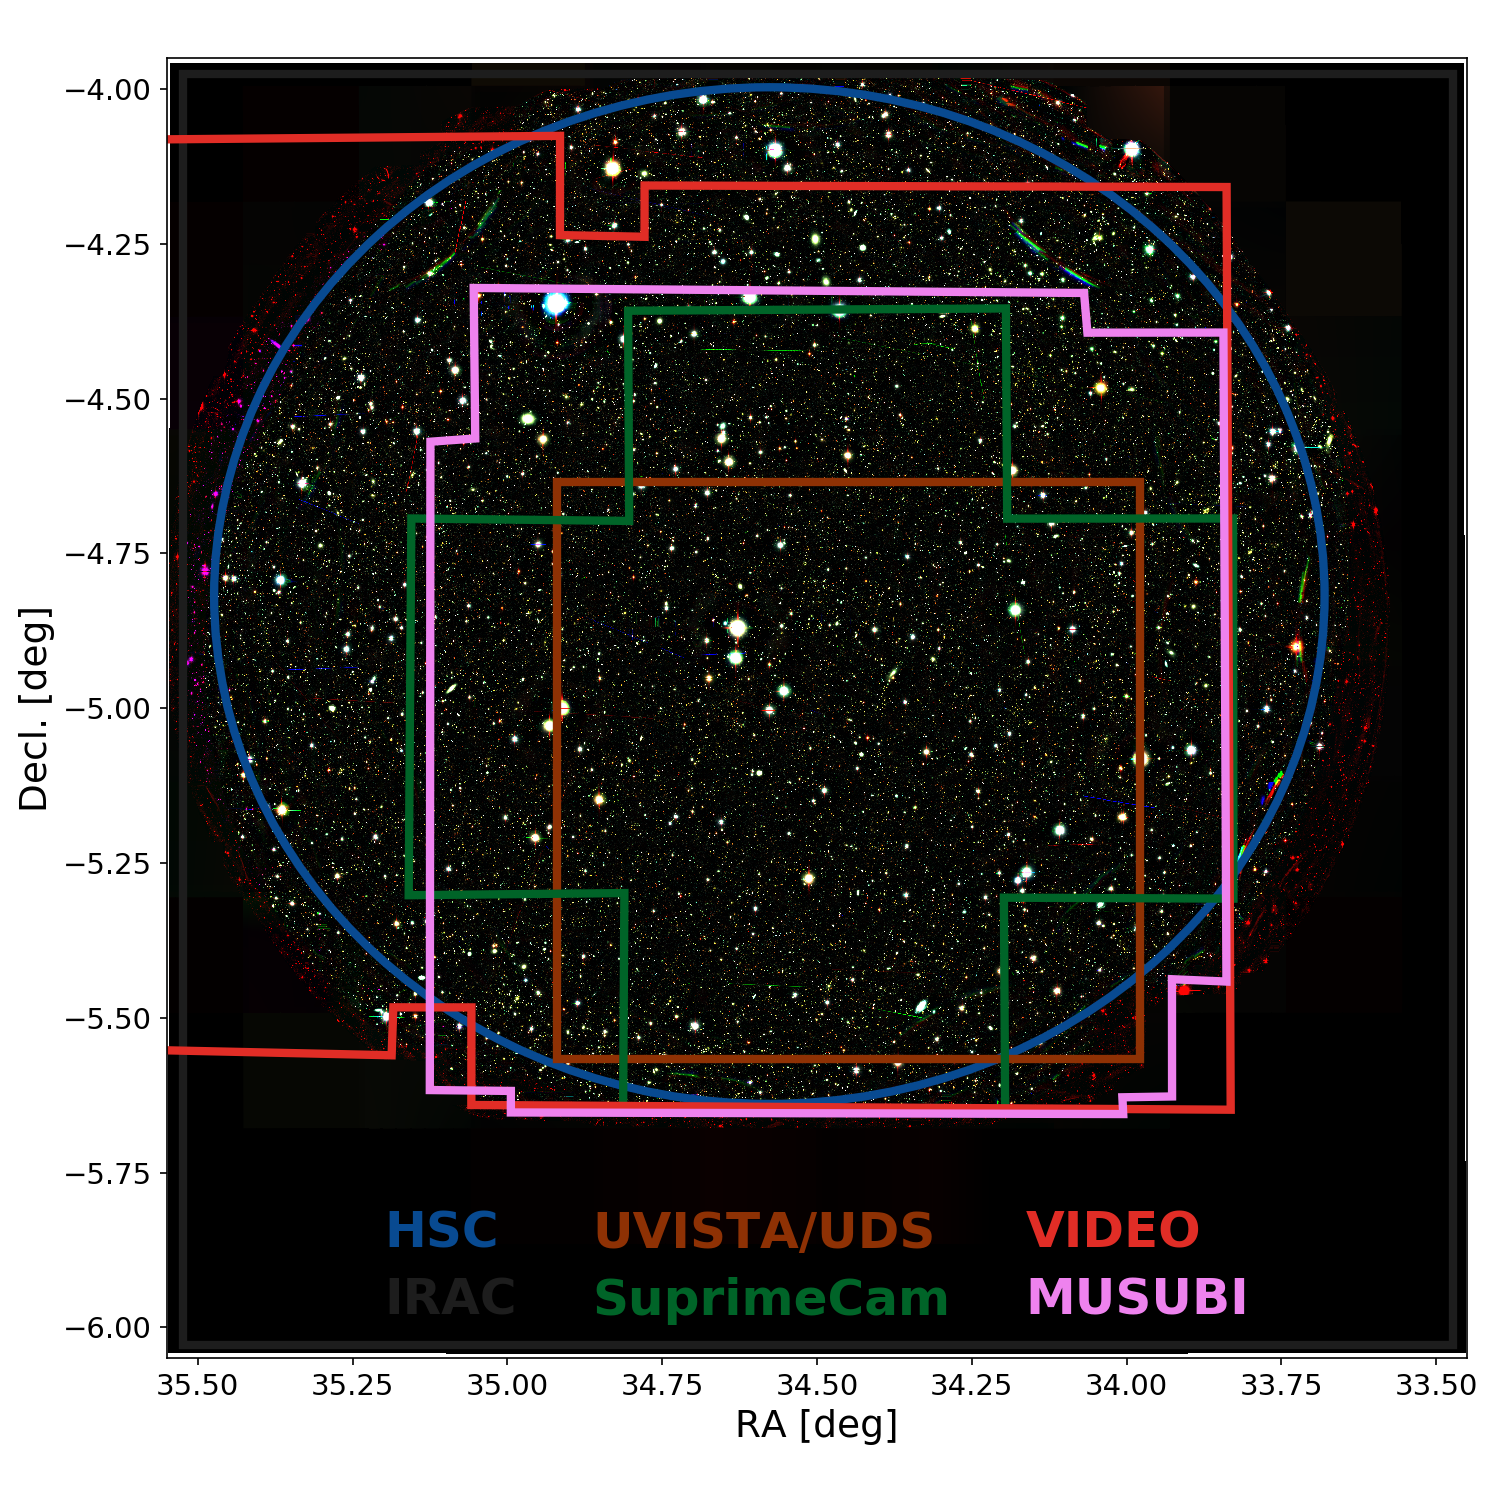 −4.00
−4.25
−4.50
−4.75
−5.00
−5.25
−5.50
−5.75
−6.00
Decl. [deg]
HSC UVISTA/UDS VIDEO
IRAC SuprimeCam MUSUBI
35.50 35.25 35.00 34.75 34.50 34.25 34.00 33.75 33.50
RA [deg]